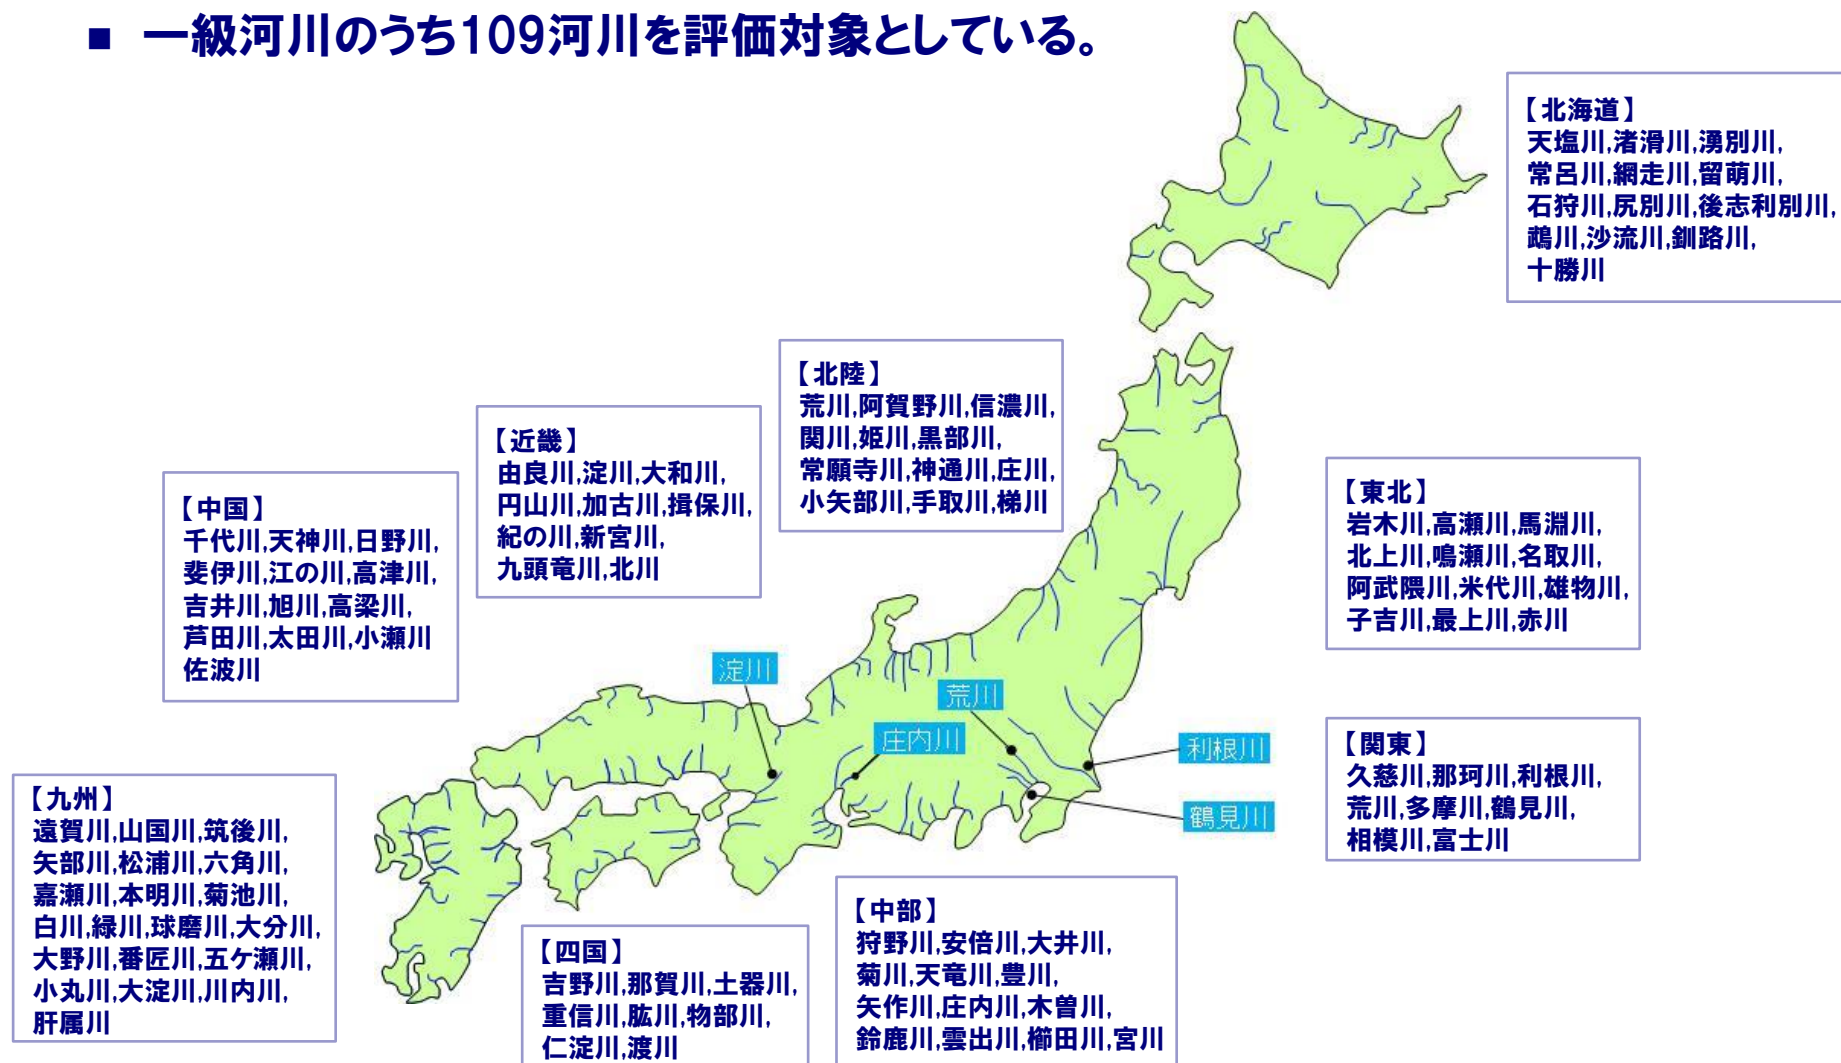 ■ 一級河川のうち109河川を評価対象としている。
【北海道】
天塩川,渚滑川,湧別川,
常呂川,網走川,留萌川,
石狩川,尻別川,後志利別川,
鵡川,沙流川,釧路川,
十勝川
【北陸】
荒川,阿賀野川,信濃川,
関川,姫川,黒部川,
常願寺川,神通川,庄川,
小矢部川,手取川,梯川
【近畿】
由良川,淀川,大和川,
円山川,加古川,揖保川,
紀の川,新宮川,
九頭竜川,北川
【中国】
千代川,天神川,日野川,
斐伊川,江の川,高津川,
吉井川,旭川,高梁川,
芦田川,太田川,小瀬川
佐波川
【東北】
岩木川,高瀬川,馬淵川,
北上川,鳴瀬川,名取川,
阿武隈川,米代川,雄物川,
子吉川,最上川,赤川
淀川
荒川
庄内川
利根川
鶴見川
【関東】
久慈川,那珂川,利根川,
荒川,多摩川,鶴見川,
相模川,富士川
【九州】
遠賀川,山国川,筑後川,
矢部川,松浦川,六角川,
嘉瀬川,本明川,菊池川,
白川,緑川,球磨川,大分川,
大野川,番匠川,五ケ瀬川,
小丸川,大淀川,川内川,
肝属川
【四国】
吉野川,那賀川,土器川,
重信川,肱川,物部川,
仁淀川,渡川
【中部】
狩野川,安倍川,大井川,
菊川,天竜川,豊川,
矢作川,庄内川,木曽川,
鈴鹿川,雲出川,櫛田川,宮川